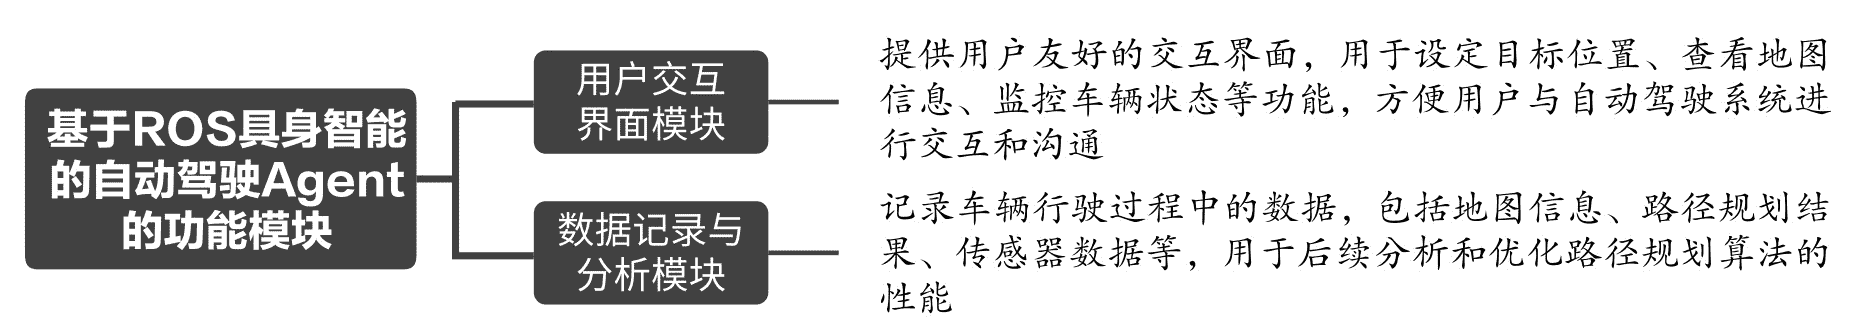 基于ROS具身智能
的自动驾驶Agent
的功能模块
用户交互
界面模块
提供用户友好的交互界面，用于设定目标位置、查看地图
信息、监控车辆状态等功能，方便用户与自动驾驶系统进
行交互和沟通
数据记录与
分析模块
记录车辆行驶过程中的数据，包括地图信息、路径规划结
果、传感器数据等，用于后续分析和优化路径规划算法的
性能